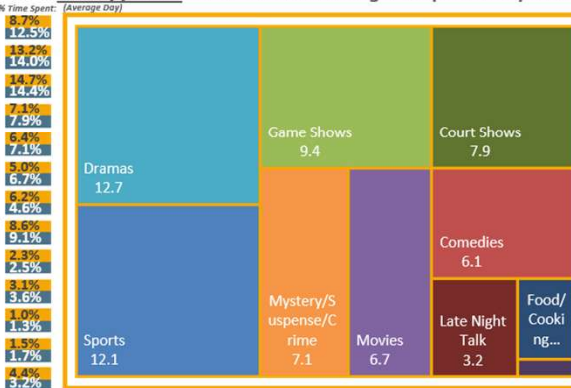 % Time Spent: (Average Day)
8.7%
12.5%
13.2%
14.0%
14.7%
14.4%
7.1%
7.9%
6.4%
7.1%
5.0%
6.7%
6.2%
4.6%
8.6%
9.1%
2.3%
2.5%
3.1%
3.6%
1.0%
1.3%
1.5%
1.7%
4.4%
3.2%
Dramas
12.7
Game Shows
9.4
Court Shows
7.9
Sports
12.1
Mystery/S
uspense/C
rime
7.1
Movies
6.7
Comedies
6.1
Late Night
Talk
3.2
Food/
Cooki
ng...